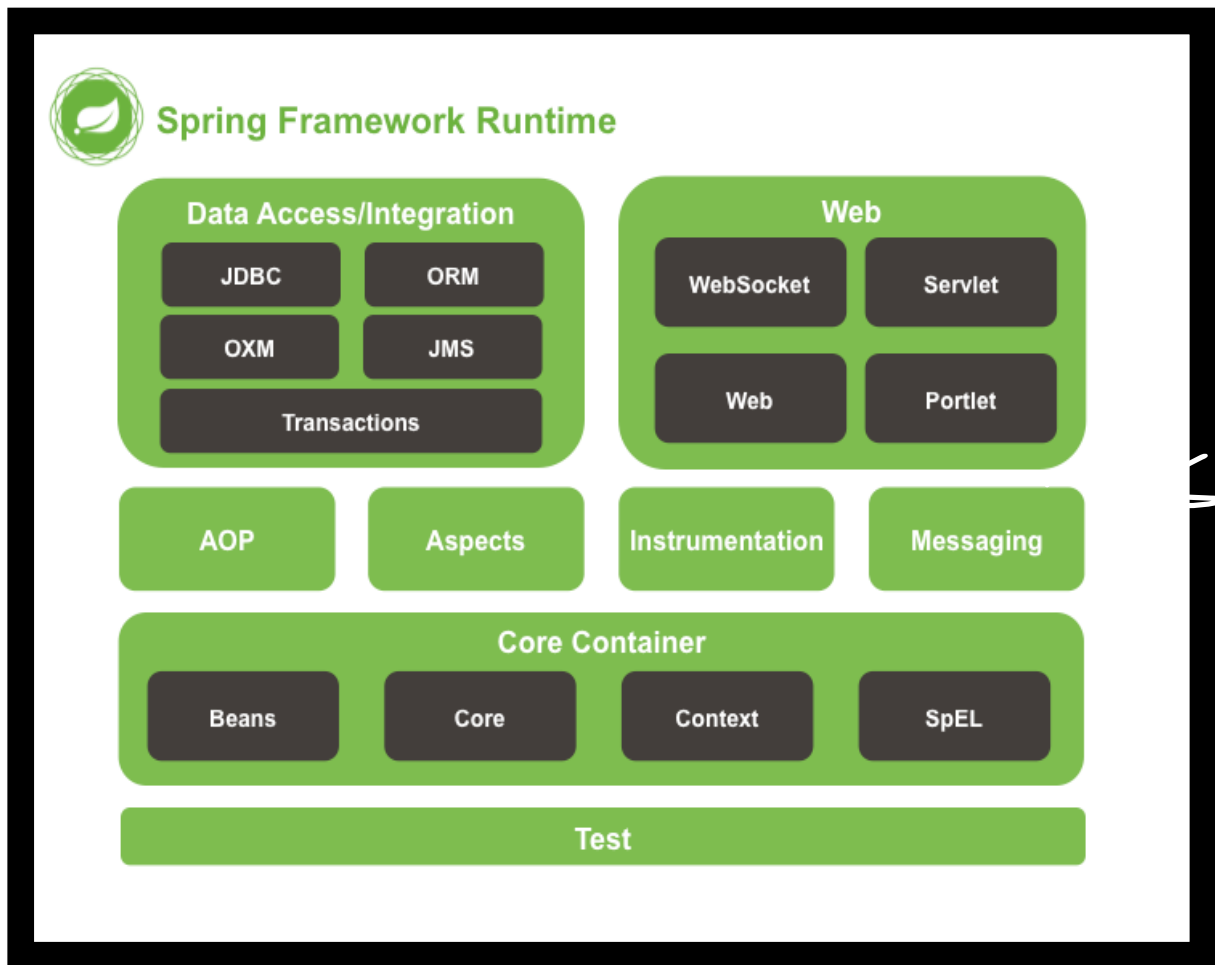 Spring Framework Runtime
Data Access/Integration
JDBC
ORM
OXM
JMS
Transactions
Web
WebSocket
Servlet
Web
Portlet
AOP
Aspects
Instrumentation
Messaging
Core Container
Beans
Core
Context
SpEL
Test